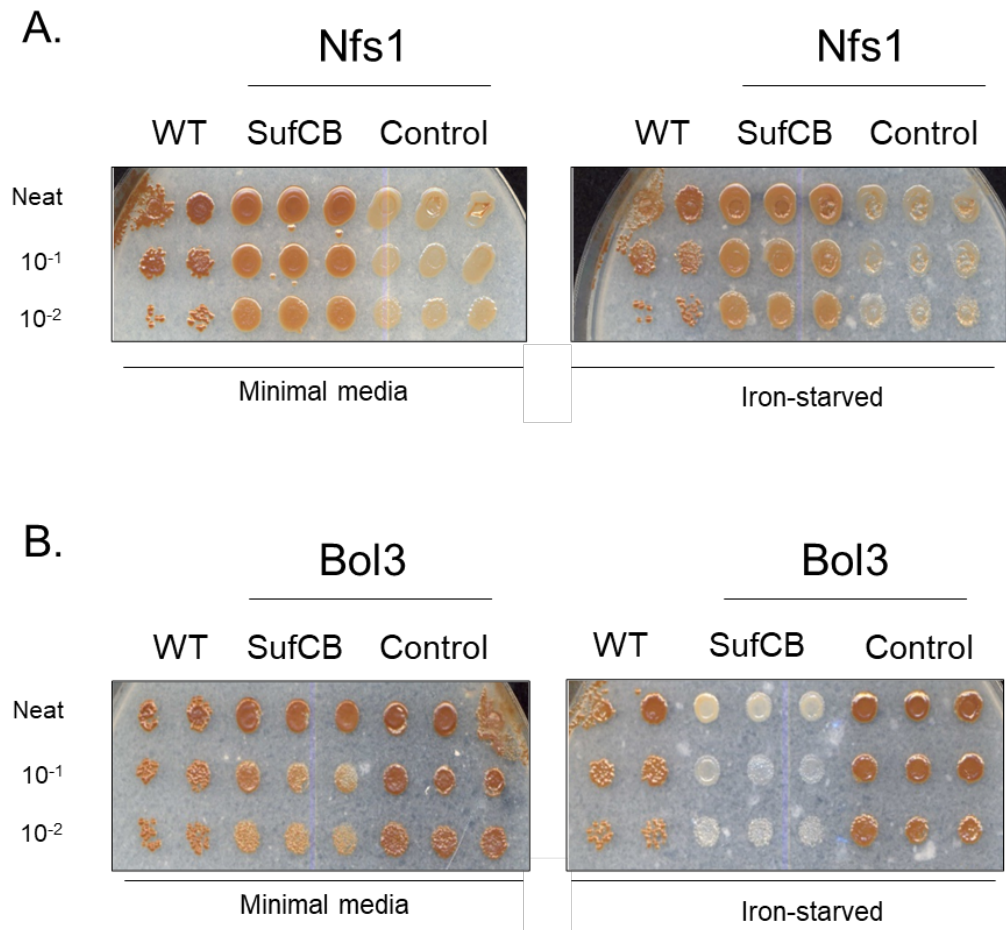 A.
Nfs1 Nfs1
WT SufCB Control WT SufCB Control
Neat
10⁻¹
10⁻²
Minimal media Iron-starved
B.
Bol3 Bol3
WT SufCB Control WT SufCB Control
Neat
10⁻¹
10⁻²
Minimal media Iron-starved